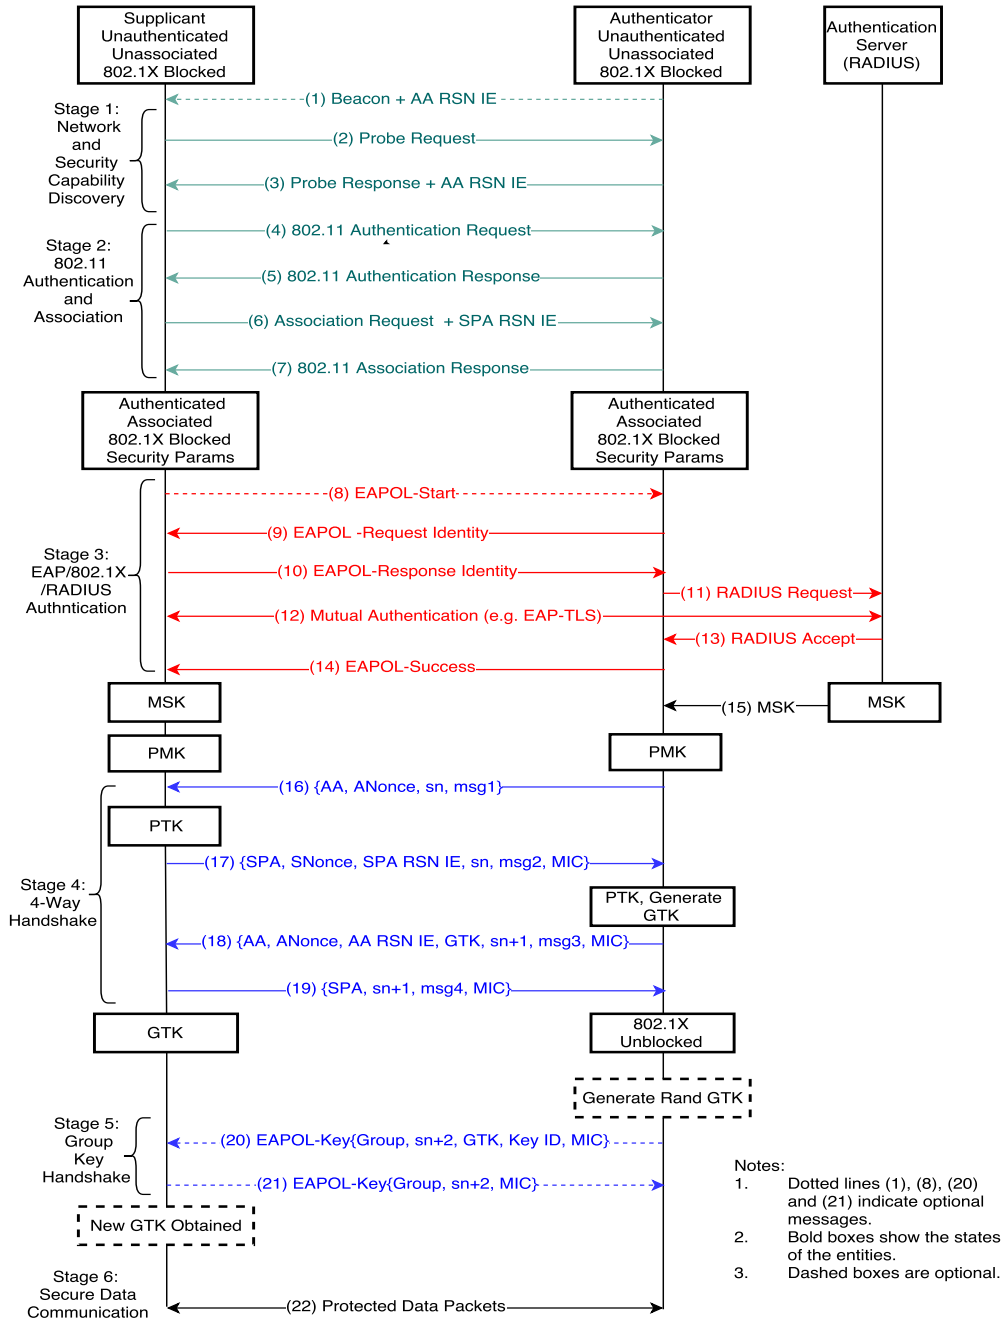 Supplicant
Unauthenticated
Unassociated
802.1X Blocked
Authenticator
Unauthenticated
Unassociated
802.1X Blocked
Authentication
Server
(RADIUS)
Stage 1:
Network
and
Security
Capability
Discovery
(1) Beacon + AA RSN IE
(2) Probe Request
(3) Probe Response + AA RSN IE
Stage 2:
802.11
Authentication
and
Association
(4) 802.11 Authentication Request
(5) 802.11 Authentication Response
(6) Association Request + SPA RSN IE
(7) 802.11 Association Response
Authenticated
Associated
802.1X Blocked
Security Params
Authenticated
Associated
802.1X Blocked
Security Params
Stage 3:
EAP/802.1X
/RADIUS
Authntication
(8) EAPOL-Start
(9) EAPOL -Request Identity
(10) EAPOL-Response Identity
(11) RADIUS Request
(12) Mutual Authentication (e.g. EAP-TLS)
(13) RADIUS Accept
(14) EAPOL-Success
MSK
(15) MSK
MSK
PMK
PMK
Stage 4:
4-Way
Handshake
(16) {AA, ANonce, sn, msg1}
PTK
(17) {SPA, SNonce, SPA RSN IE, sn, msg2, MIC}
PTK, Generate
GTK
(18) {AA, ANonce, AA RSN IE, GTK, sn+1, msg3, MIC}
(19) {SPA, sn+1, msg4, MIC}
GTK
802.1X
Unblocked
Generate Rand GTK
Stage 5:
Group
Key
Handshake
(20) EAPOL-Key{Group, sn+2, GTK, Key ID, MIC}
(21) EAPOL-Key{Group, sn+2, MIC}
New GTK Obtained
Stage 6:
Secure Data
Communication
(22) Protected Data Packets
Notes:
1. Dotted lines (1), (8), (20)
and (21) indicate optional
messages.
2. Bold boxes show the states
of the entities.
3. Dashed boxes are optional.